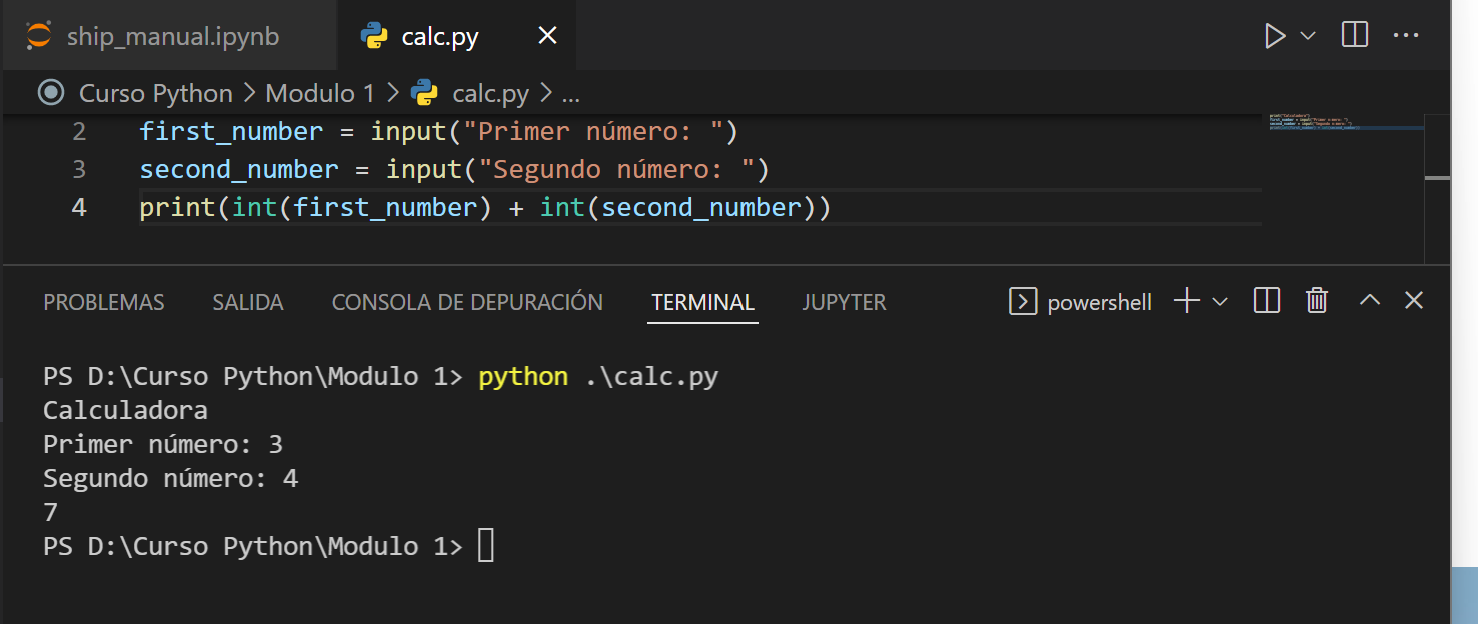 ship_manual.ipynb calc.py
Curso Python > Modulo 1 > calc.py > ...
2 first_number = input("Primer número: ")
3 second_number = input("Segundo número: ")
4 print(int(first_number) + int(second_number))
PROBLEMAS SALIDA CONSOLA DE DEPURACIÓN TERMINAL JUPYTER powershell
PS D:\Curso Python\Modulo 1> python .\calc.py
Calculadora
Primer número: 3
Segundo número: 4
7
PS D:\Curso Python\Modulo 1>